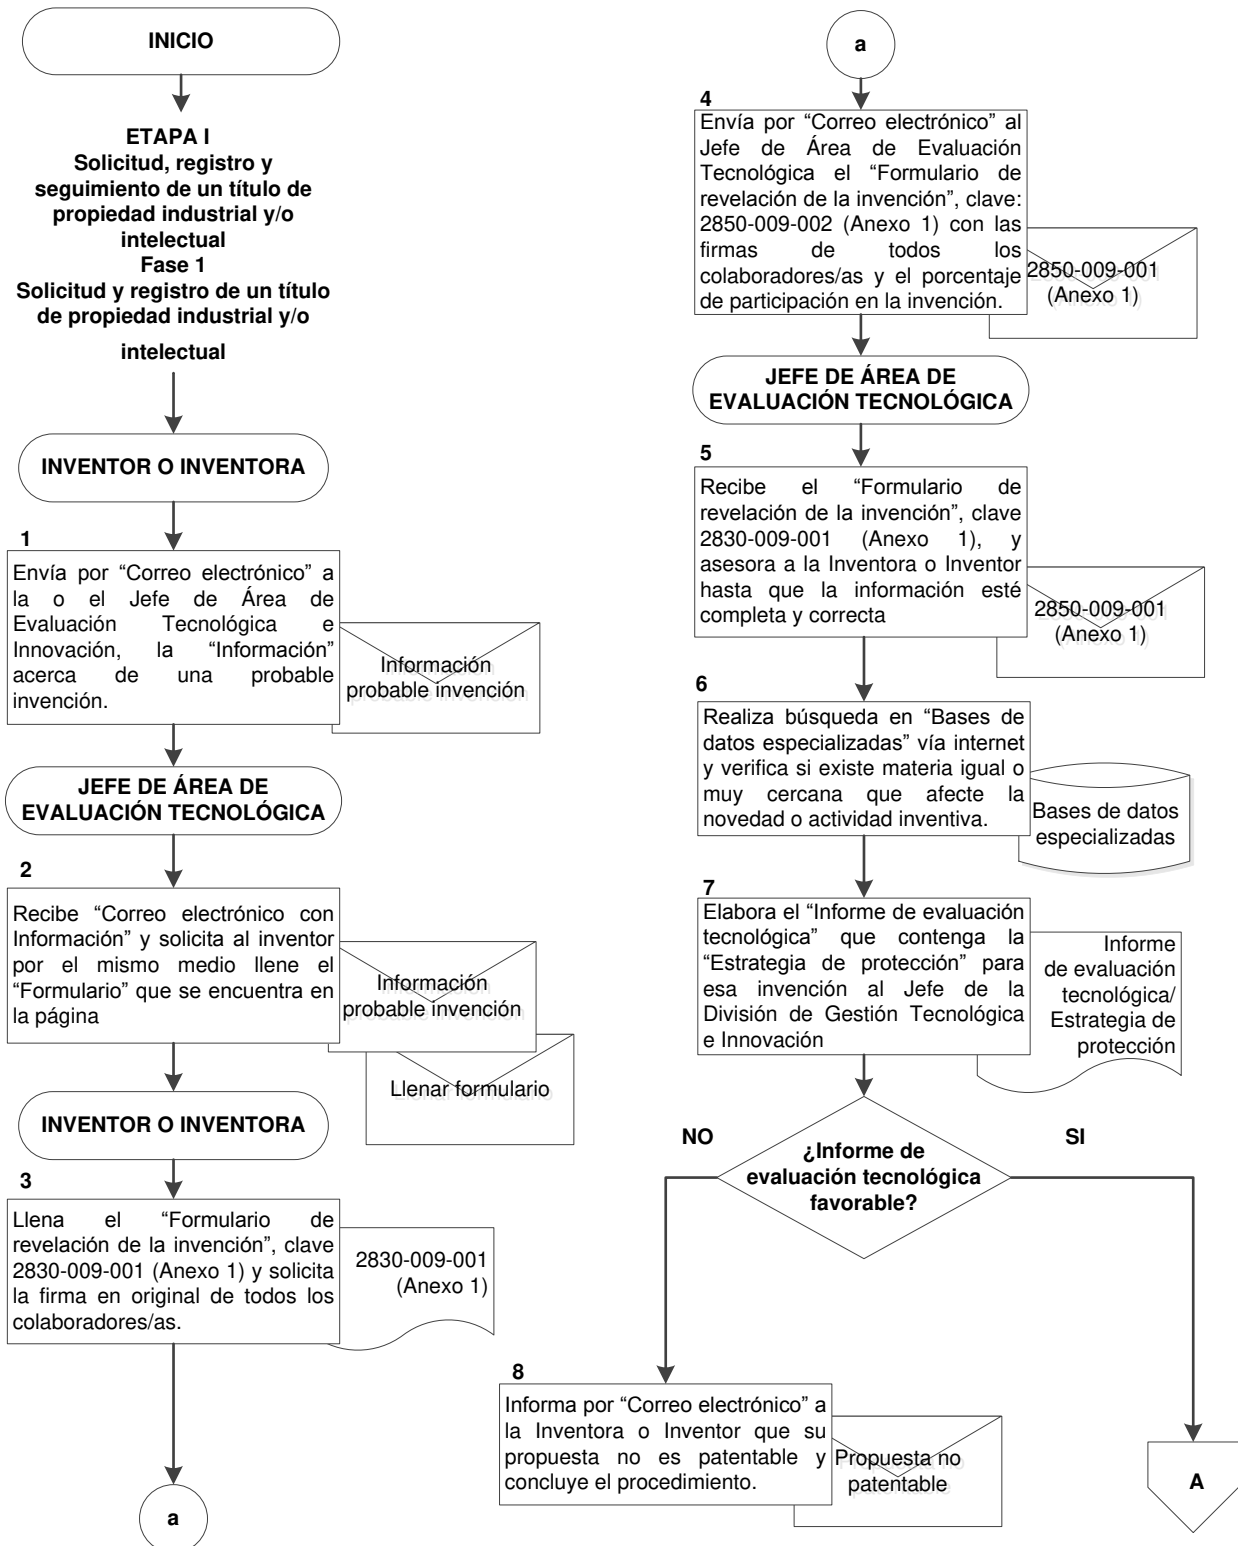 INICIO
ETAPA I
Solicitud, registro y
seguimiento de un título de
propiedad industrial y/o
intelectual
Fase 1
Solicitud y registro de un título
de propiedad industrial y/o
intelectual
INVENTOR O INVENTORA
1
Envía por “Correo electrónico” a
la o el Jefe de Área de
Evaluación Tecnológica e
Innovación, la “Información”
acerca de una probable
invención.
Información
probable invención
JEFE DE ÁREA DE
EVALUACIÓN TECNOLÓGICA
2
Recibe “Correo electrónico con
Información” y solicita al inventor
por el mismo medio llene el
“Formulario” que se encuentra en
la página
Información
probable invención
Llenar formulario
INVENTOR O INVENTORA
3
Llena el “Formulario de
revelación de la invención”, clave
2830-009-001 (Anexo 1) y solicita
la firma en original de todos los
colaboradores/as.
2830-009-001
(Anexo 1)
a
a
4
Envía por “Correo electrónico” al
Jefe de Área de Evaluación
Tecnológica el “Formulario de
revelación de la invención”, clave:
2850-009-002 (Anexo 1) con las
firmas de todos los
colaboradores/as y el porcentaje
de participación en la invención.
2850-009-001
(Anexo 1)
JEFE DE ÁREA DE
EVALUACIÓN TECNOLÓGICA
5
Recibe el “Formulario de
revelación de la invención”, clave
2830-009-001 (Anexo 1), y
asesora a la Inventora o Inventor
hasta que la información esté
completa y correcta
2850-009-001
(Anexo 1)
6
Realiza búsqueda en “Bases de
datos especializadas” vía internet
y verifica si existe materia igual o
muy cercana que afecte la
novedad o actividad inventiva.
Bases de datos
especializadas
7
Elabora el “Informe de evaluación
tecnológica” que contenga la
“Estrategia de protección” para
esa invención al Jefe de la
División de Gestión Tecnológica
e Innovación
Informe
de evaluación
tecnológica/
Estrategia de
protección
NO
SI
¿Informe de
evaluación tecnológica
favorable?
8
Informa por “Correo electrónico” a
la Inventora o Inventor que su
propuesta no es patentable y
concluye el procedimiento.
Propuesta no
patentable
A